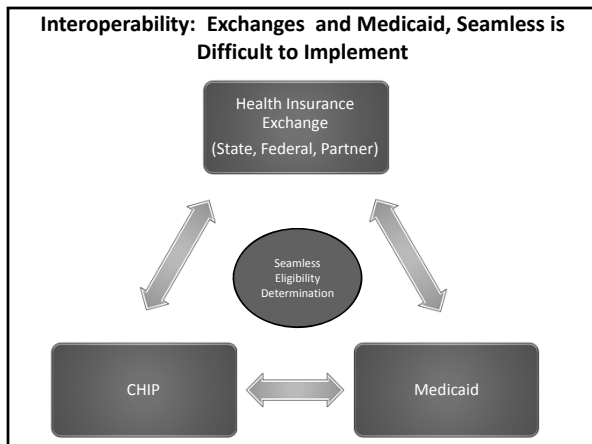 Interoperability:  Exchanges  and Medicaid, Seamless is
Difficult to Implement
Health Insurance
Exchange
(State, Federal, Partner)
Seamless
Eligibility
Determination
CHIP
Medicaid